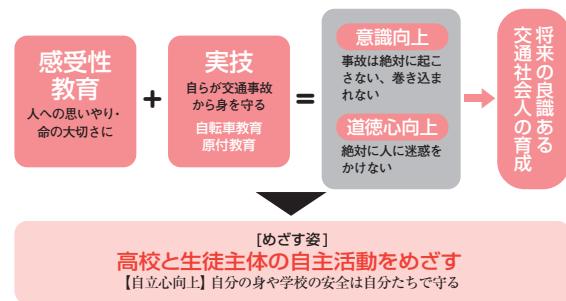 感受性
教育
人への思いやり・
命の大切さに
+
実技
自らが交通事故
から身を守る
自転車教育
原付教育
=
意識向上
事故は絶対に起こ
さない、巻き込ま
れない
道徳心向上
絶対に人に迷惑を
かけない
将来の良識ある
交通社会人の育成
[めざす姿]
高校と生徒主体の自主活動をめざす
【自立心向上】自分の身や学校の安全は自分たちで守る